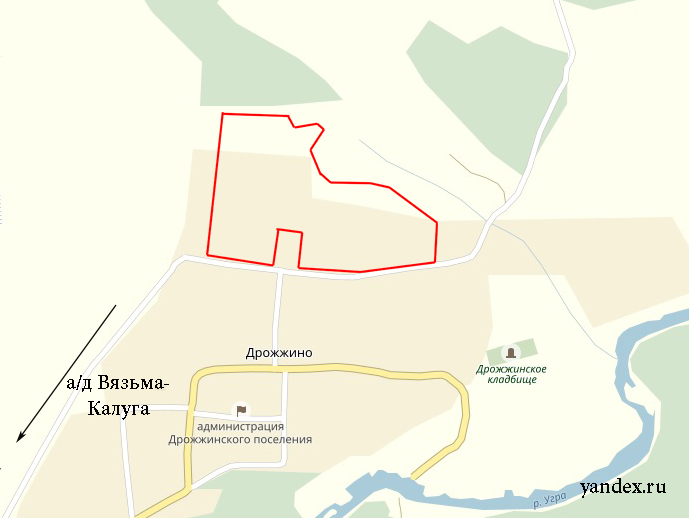 Дрожжино
Дрожжинское
кладбище
а/д Вязьма-
Калуга
администрация
Дрожжинского поселения
yandex.ru
р. Угра